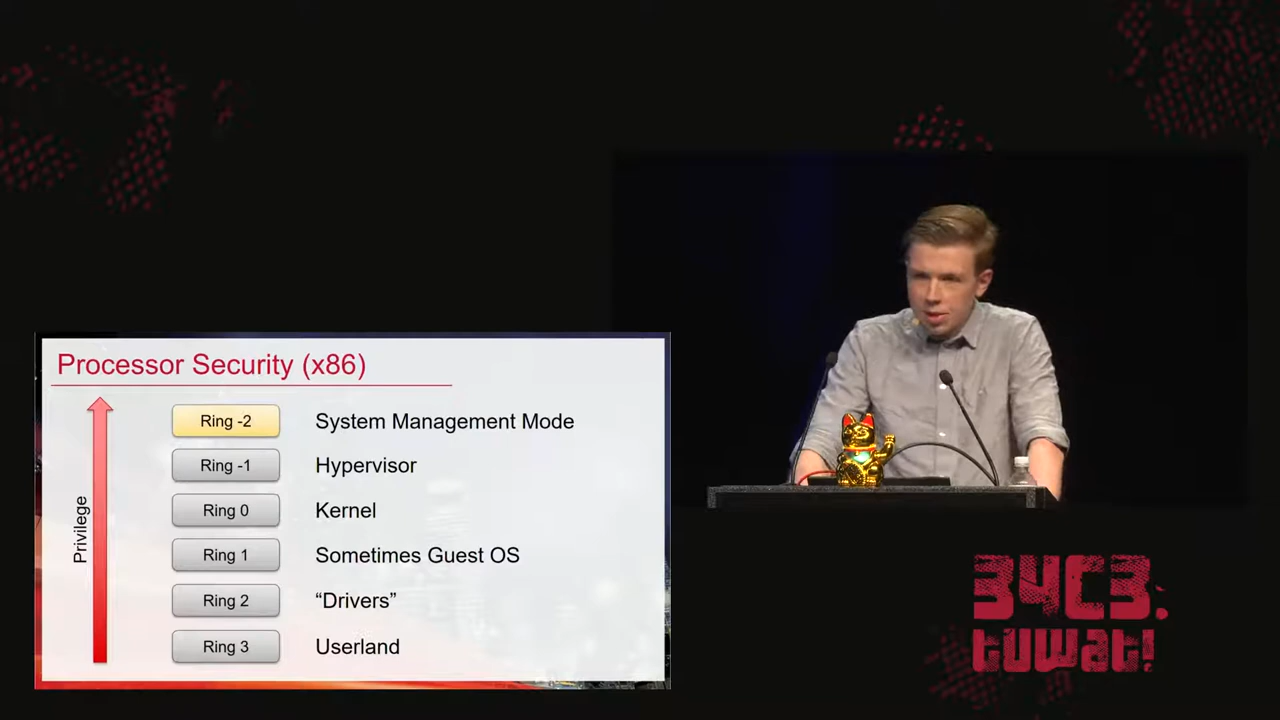 Processor Security (x86)
Privilege
Ring -2 System Management Mode
Ring -1 Hypervisor
Ring 0 Kernel
Ring 1 Sometimes Guest OS
Ring 2 “Drivers”
Ring 3 Userland
34C3:
tuwat!